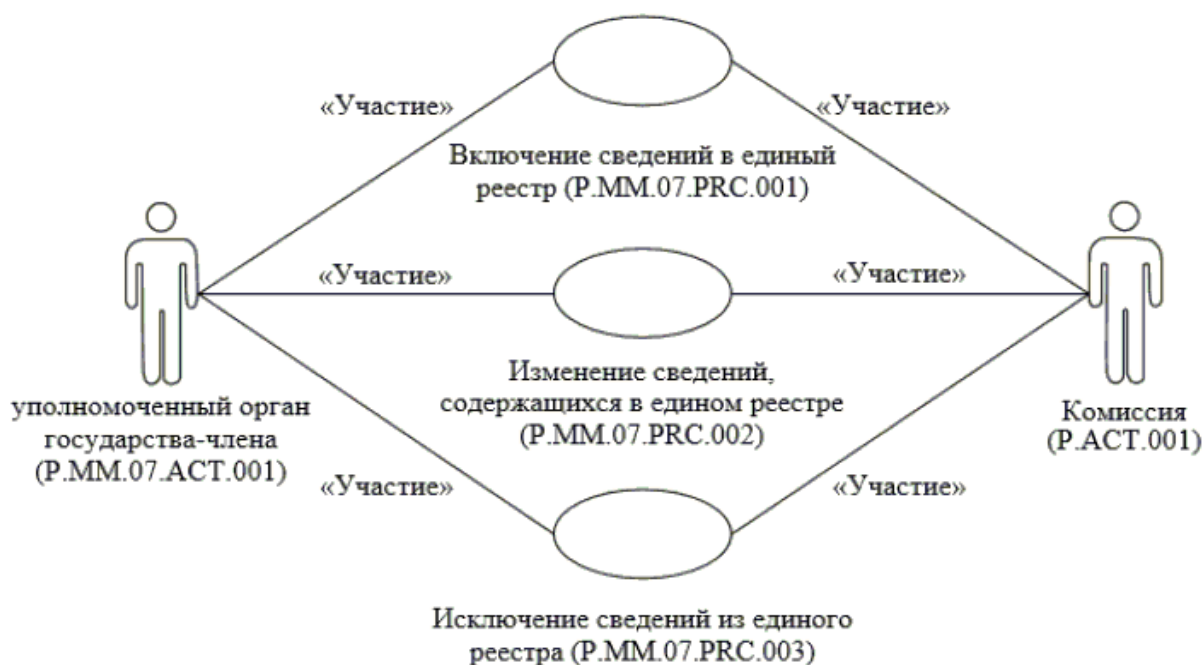 «Участие»
«Участие»
Включение сведений в единый
реестр (P.MM.07.PRC.001)
«Участие»
«Участие»
Изменение сведений,
содержащихся в едином реестре
(P.MM.07.PRC.002)
уполномоченный орган
государства-члена
(P.MM.07.ACT.001)
Комиссия
(P.ACT.001)
«Участие»
«Участие»
Исключение сведений из единого
реестра (P.MM.07.PRC.003)